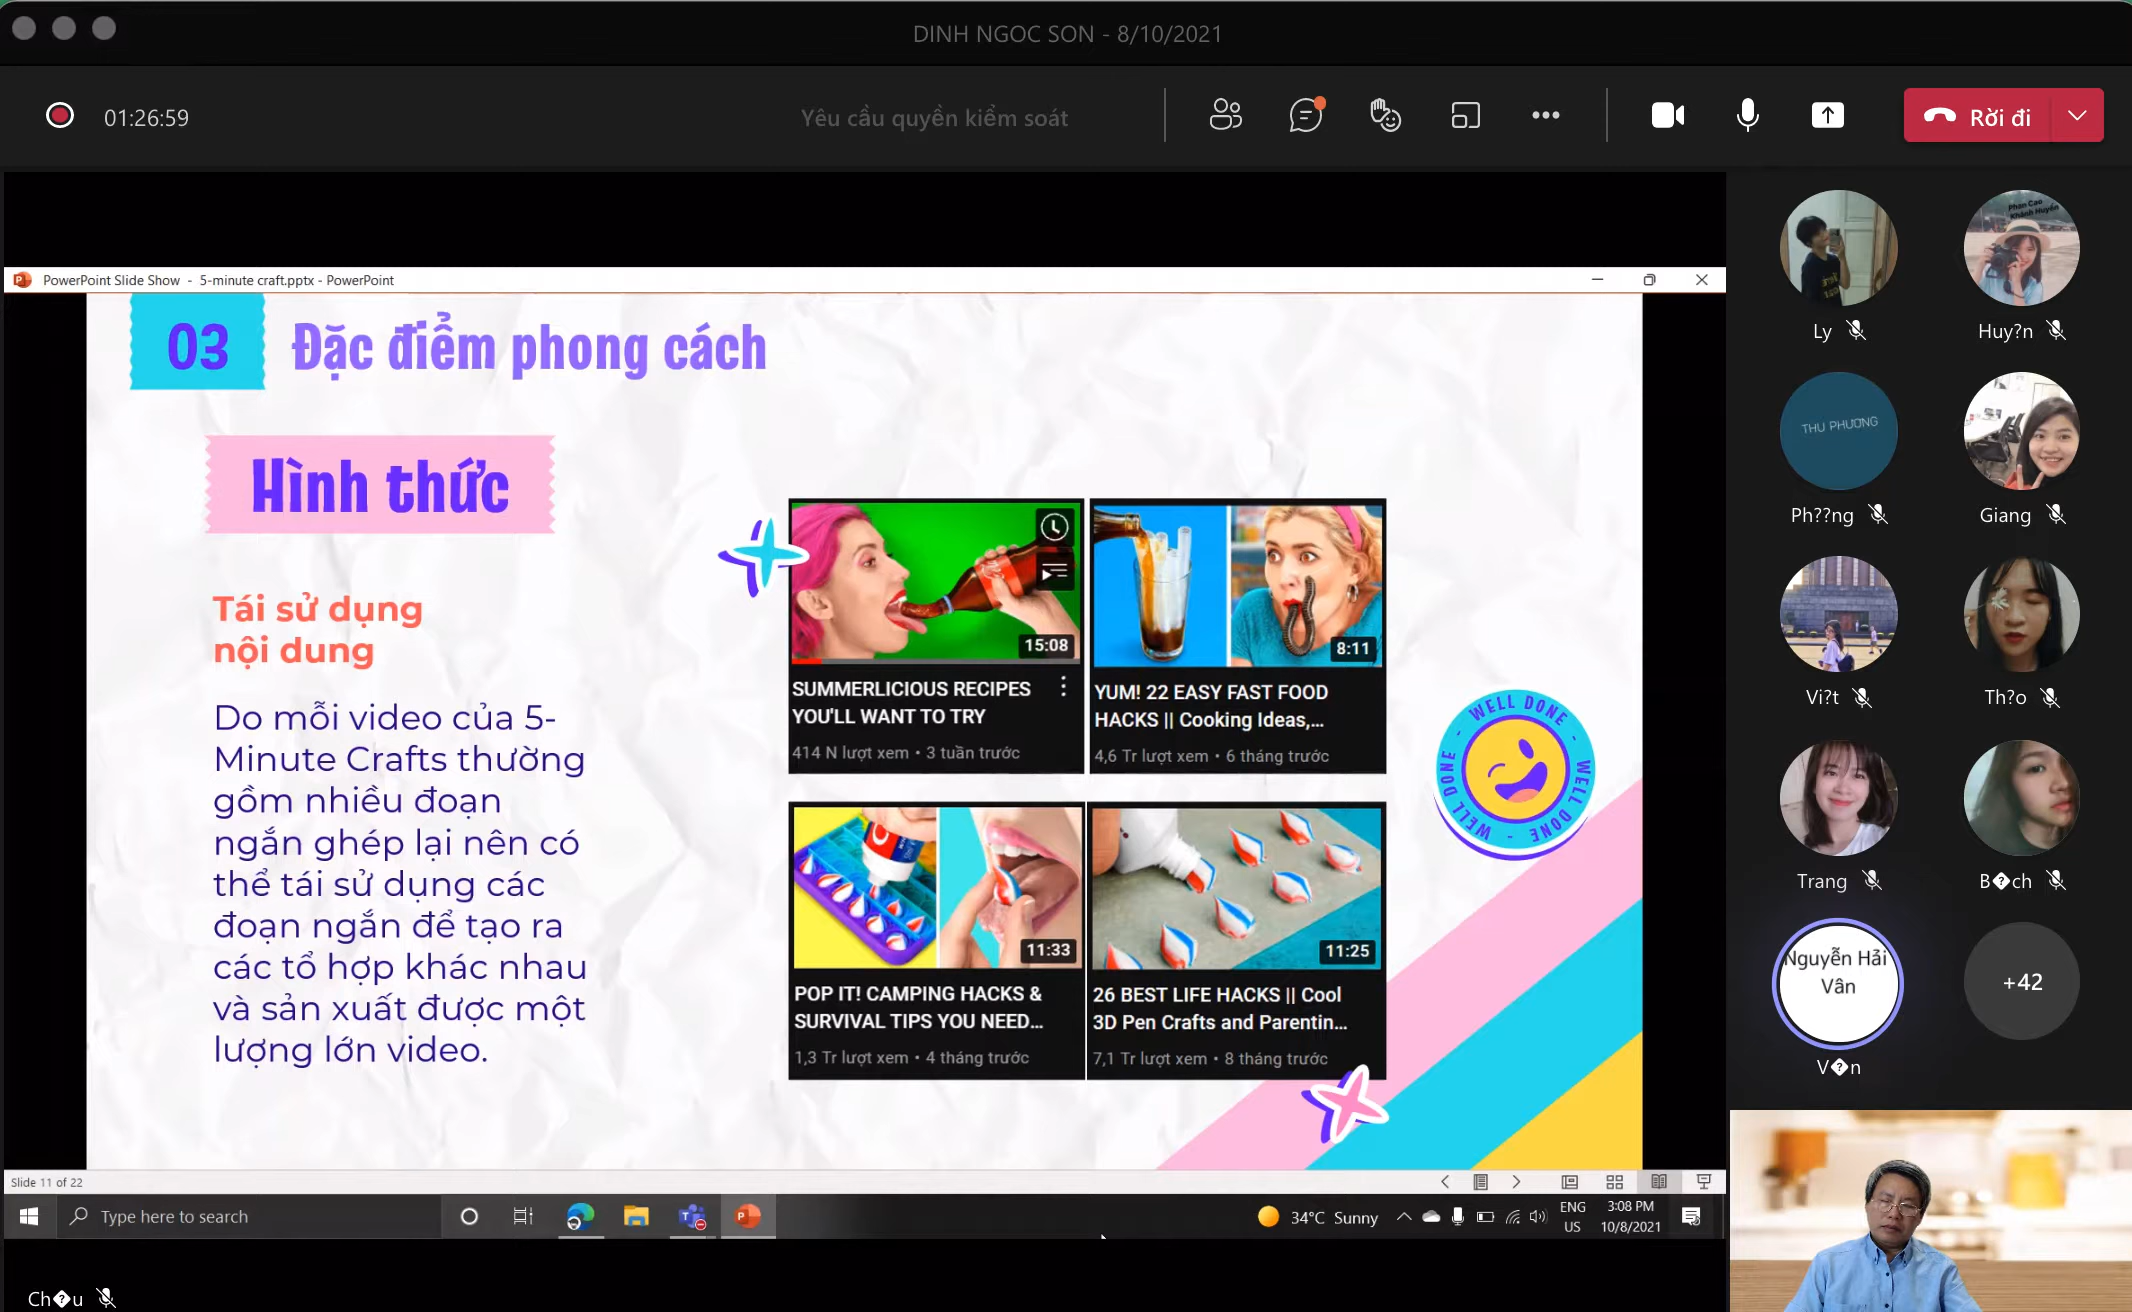 DINH NGOC SON - 8/10/2021
01:26:59
Yêu cầu quyền kiểm soát
Rời đi
PowerPoint Slide Show - 5-minute craft.pptx - PowerPoint
03
Đặc điểm phong cách
Hình thức
Tái sử dụng
nội dung
Do mỗi video của 5-
Minute Crafts thường
gồm nhiều đoạn
ngắn ghép lại nên có
thể tái sử dụng các
đoạn ngắn để tạo ra
các tổ hợp khác nhau
và sản xuất được một
lượng lớn video.
15:08
SUMMERLICIOUS RECIPES
YOU'LL WANT TO TRY
414 N lượt xem • 3 tuần trước
8:11
YUM! 22 EASY FAST FOOD
HACKS || Cooking Ideas,...
4,6 Tr lượt xem • 6 tháng trước
11:33
POP IT! CAMPING HACKS &
SURVIVAL TIPS YOU NEED...
1,3 Tr lượt xem • 4 tháng trước
11:25
26 BEST LIFE HACKS || Cool
3D Pen Crafts and Parentin...
7,1 Tr lượt xem • 8 tháng trước
WELL DONE - WELL DONE - WELL DONE -
Slide 11 of 22
Type here to search
34°C Sunny
ENG
US
3:08 PM
10/8/2021
Ch�u
Phan Cao
Khánh Huyền
Ly
Huy?n
THU PHƯƠNG
Ph??ng
Giang
Vi?t
Th?o
Trang
B�ch
Nguyễn Hải
Vân
V�n
+42